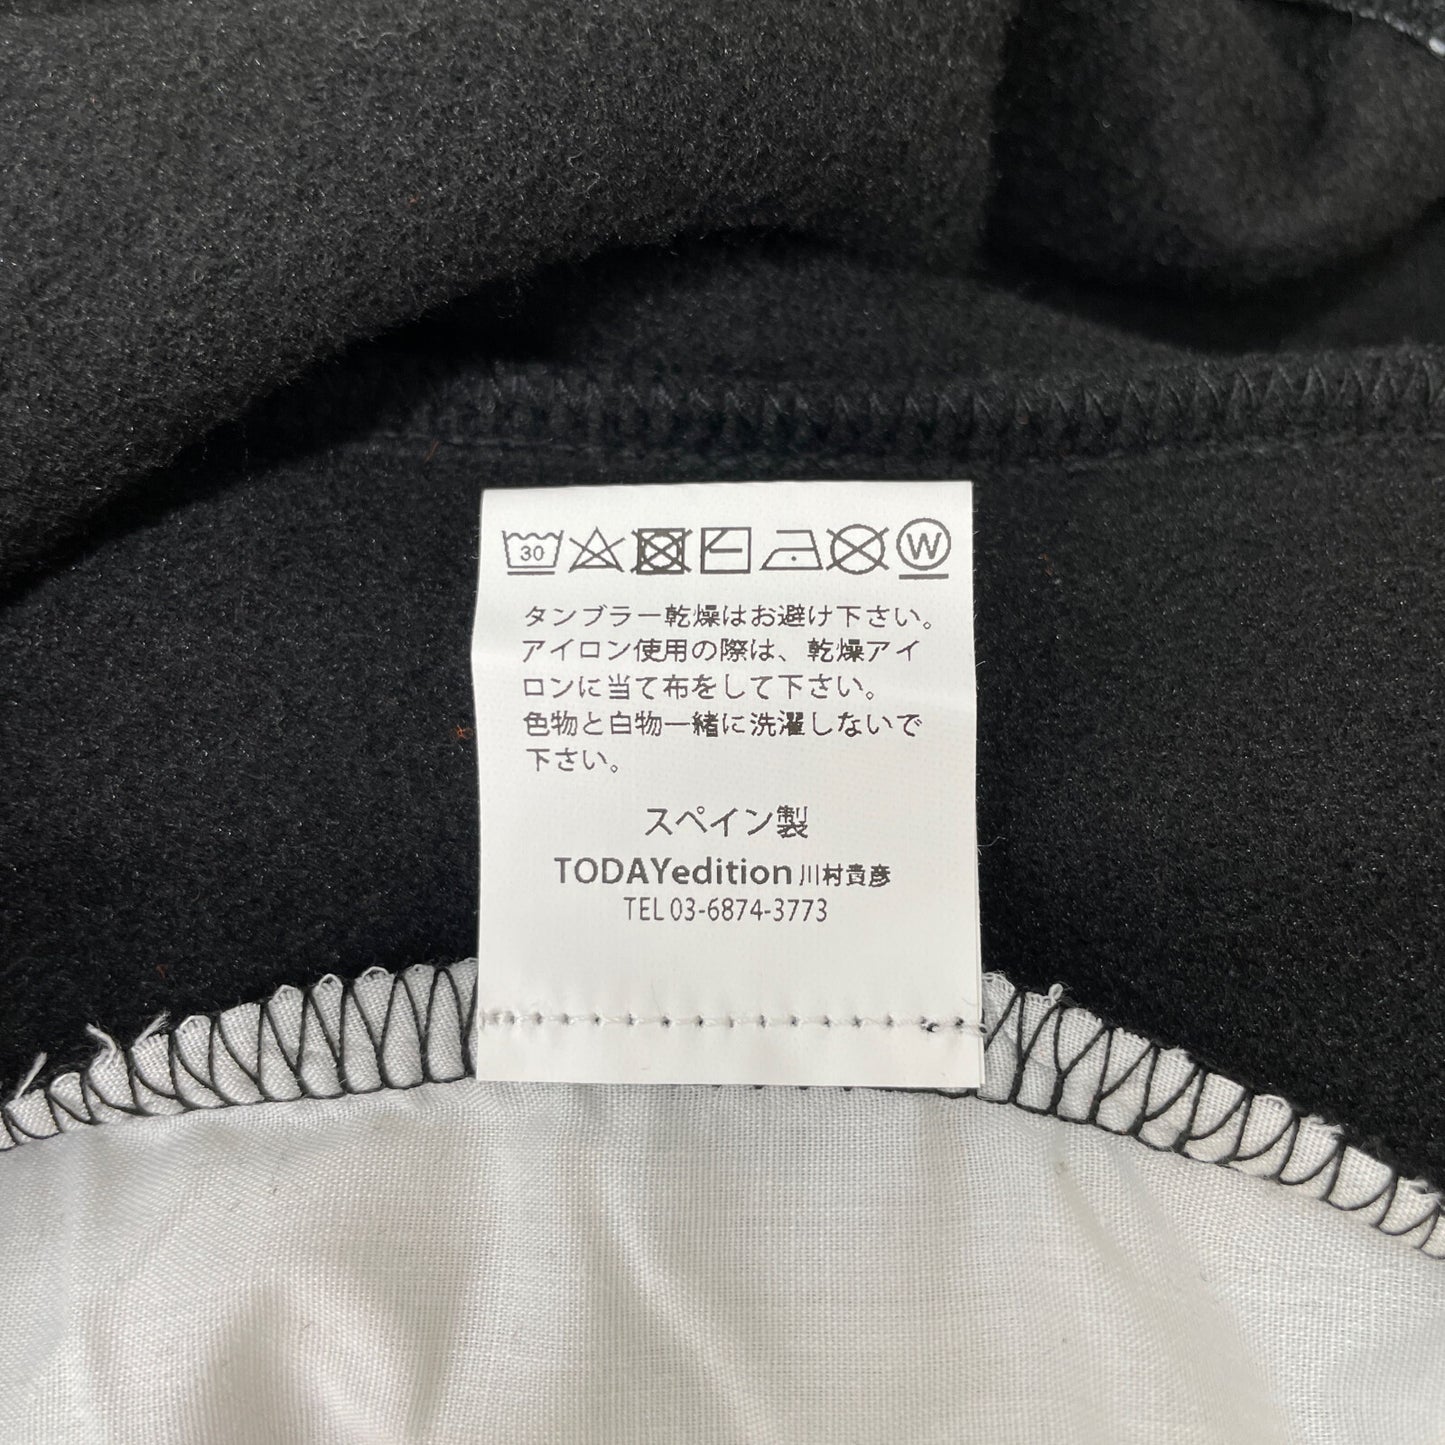 30 W
タンブラー乾燥はお避け下さい。
アイロン使用の際は、乾燥アイ
ロンに当て布をして下さい。
色物と白物一緒に洗濯しないで
下さい。
スペイン製
TODAYedition 川村貴彦
TEL 03-6874-3773